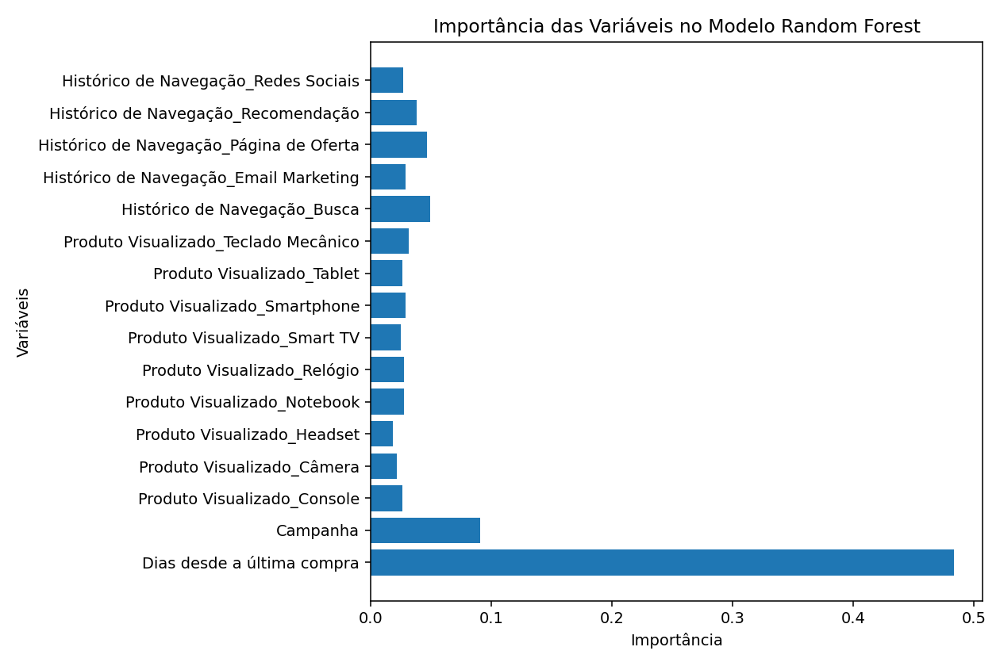 Importância das Variáveis no Modelo Random Forest
Histórico de Navegação_Redes Sociais
Histórico de Navegação_Recomendação
Histórico de Navegação_Página de Oferta
Histórico de Navegação_Email Marketing
Histórico de Navegação_Busca
Produto Visualizado_Teclado Mecânico
Produto Visualizado_Tablet
Produto Visualizado_Smartphone
Produto Visualizado_Smart TV
Produto Visualizado_Relógio
Produto Visualizado_Notebook
Produto Visualizado_Headset
Produto Visualizado_Câmera
Produto Visualizado_Console
Campanha
Dias desde a última compra
Variáveis
0.0 0.1 0.2 0.3 0.4 0.5
Importância